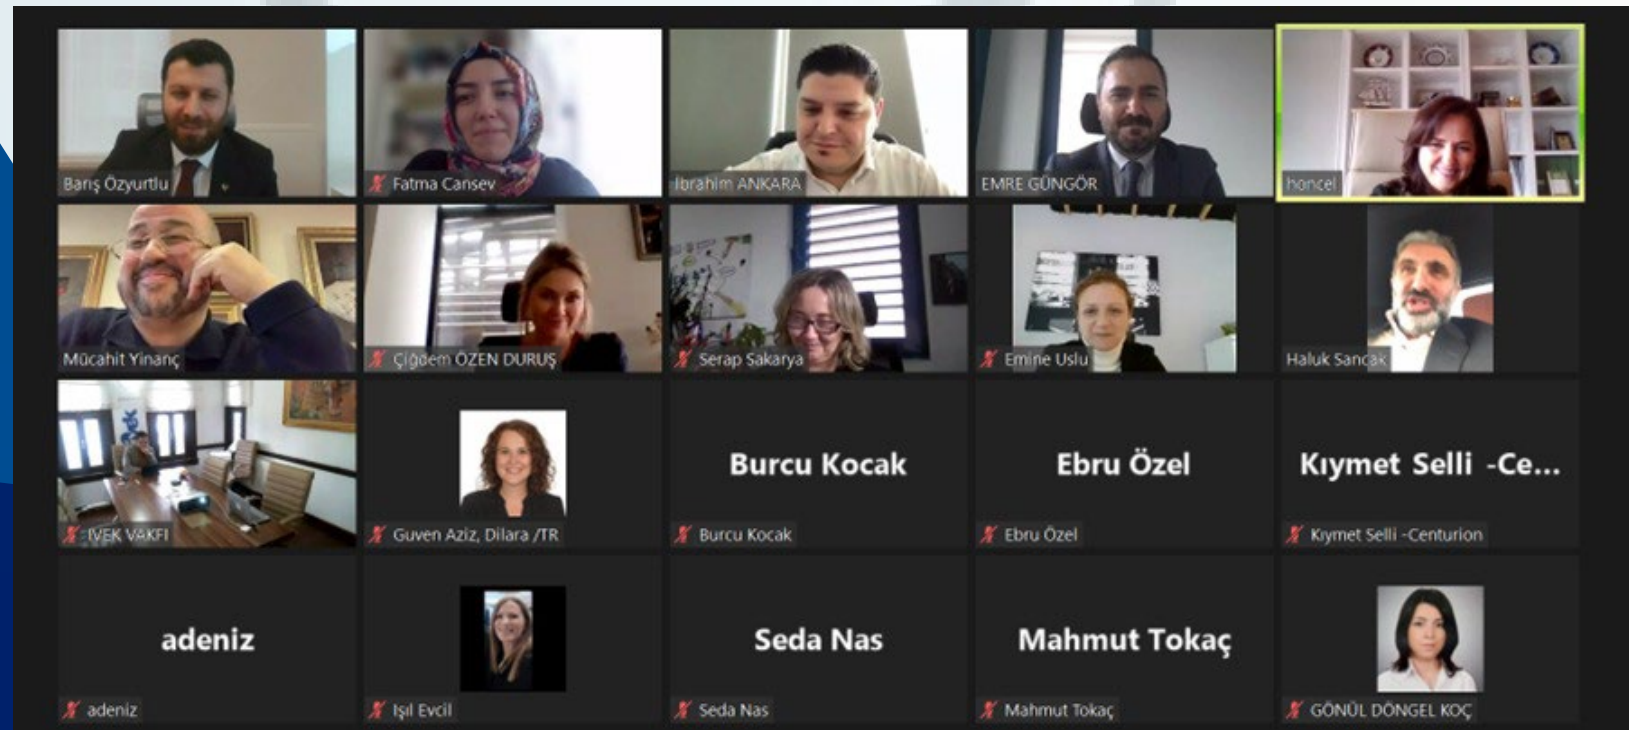 Barış Özyurtlu
Fatma Cansev
İbrahim ANKARA
EMRE GÜNGÖR
honcel
Mücahit Yinanç
Çiğdem ÖZEN DURUŞ
Serap Sakarya
Emine Uslu
Haluk Sancak
IVEK VAKFI
Guven Aziz, Dilara /TR
Burcu Kocak
Burcu Kocak
Ebru Özel
Ebru Özel
Kıymet Selli -Ce...
Kıymet Selli -Centurion
adeniz
adeniz
Işıl Evcil
Seda Nas
Seda Nas
Mahmut Tokaç
Mahmut Tokaç
GÖNÜL DÖNGEL KOÇ